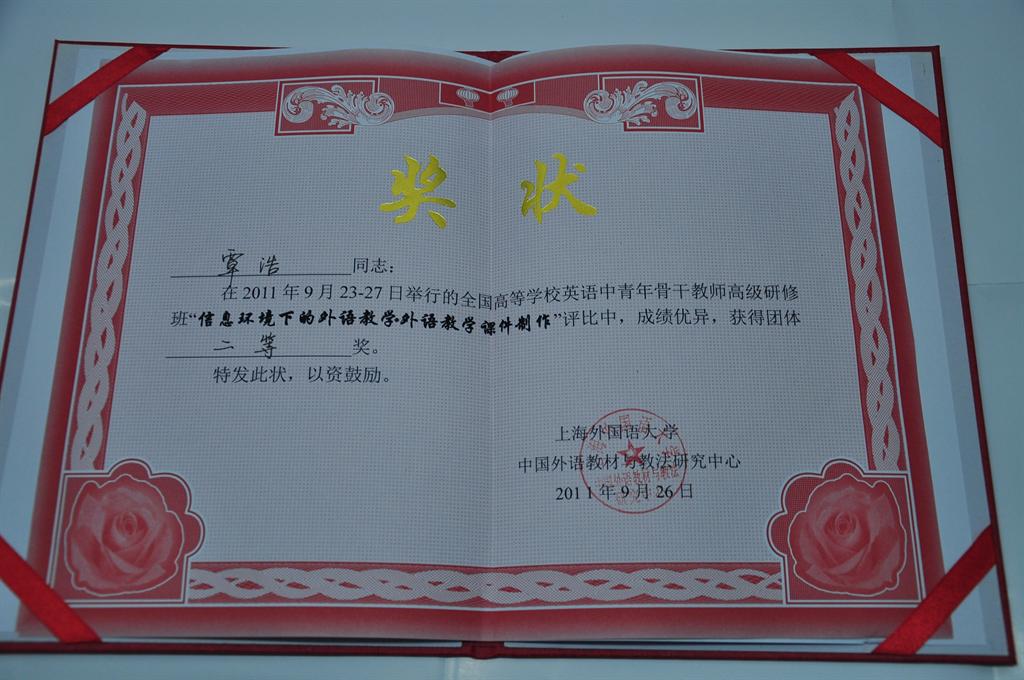 奖 状
覃浩 同志：
在2011年9月23-27日举行的全国高等学校英语中青年骨干教师高级研修
班“信息环境下的外语教学·外语教学课件制作”评比中，成绩优异，获得团体
二等 奖。
特发此状，以资鼓励。
上海外国语大学
中国外语教材与教法研究中心
2011年9月26日